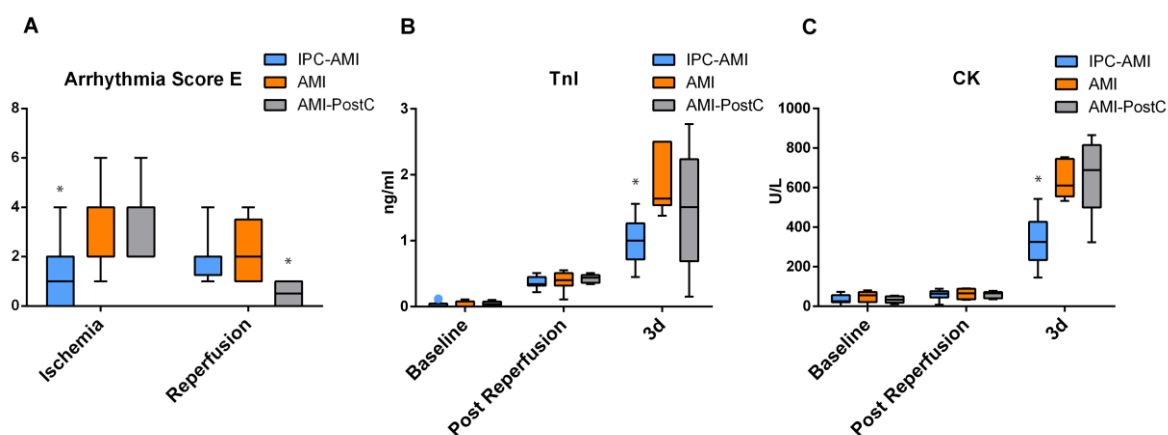 A
Arrhythmia Score E
IPC-AMI
AMI
AMI-PostC
8
6
4
2
0
*
*
Ischemia
Reperfusion
B
TnI
IPC-AMI
AMI
AMI-PostC
ng/ml
3
2
1
0
*
Baseline
Post Reperfusion
3d
C
CK
IPC-AMI
AMI
AMI-PostC
U/L
1000
800
600
400
200
0
*
Baseline
Post Reperfusion
3d